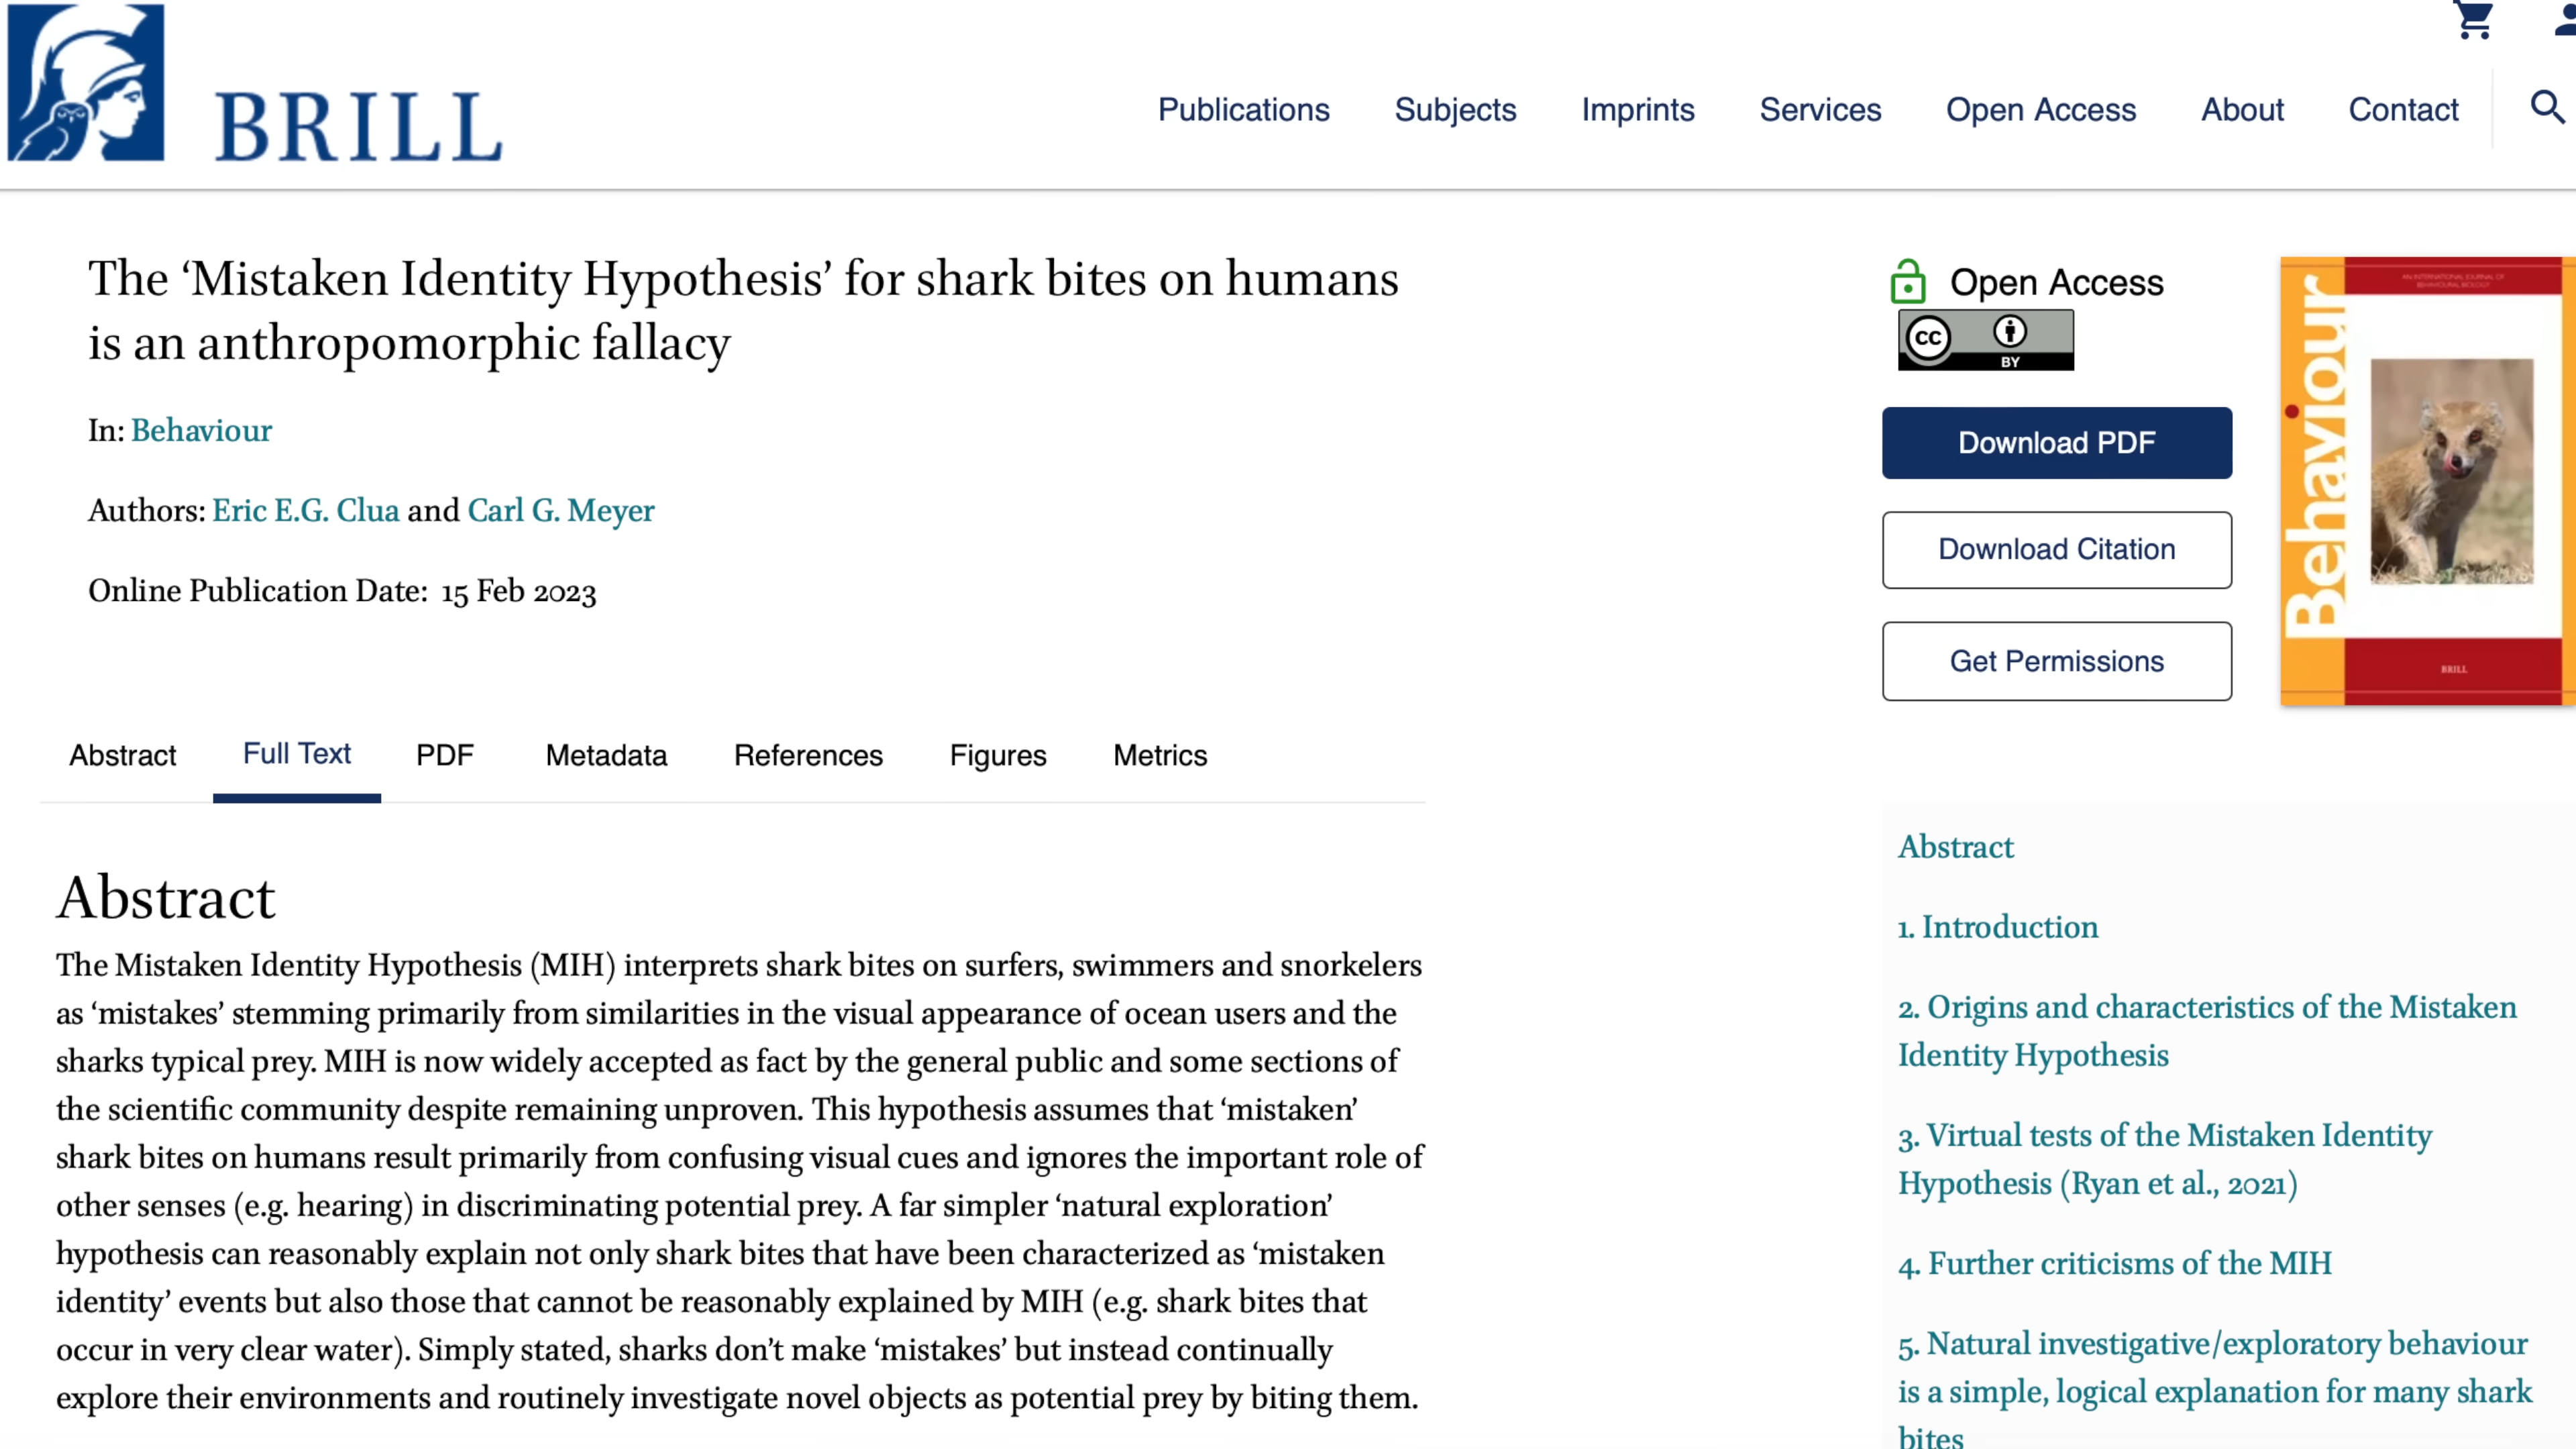 BRILL
Publications Subjects Imprints Services Open Access About Contact
The ‘Mistaken Identity Hypothesis’ for shark bites on humans
is an anthropomorphic fallacy
In: Behaviour
Authors: Eric E.G. Clua and Carl G. Meyer
Online Publication Date: 15 Feb 2023
Open Access
CC
BY
Download PDF
Download Citation
Get Permissions
AN INTERNATIONAL JOURNAL OF
BEHAVIOURAL BIOLOGY
Behaviour
BRILL
Abstract Full Text PDF Metadata References Figures Metrics
Abstract
The Mistaken Identity Hypothesis (MIH) interprets shark bites on surfers, swimmers and snorkelers
as ‘mistakes’ stemming primarily from similarities in the visual appearance of ocean users and the
sharks typical prey. MIH is now widely accepted as fact by the general public and some sections of
the scientific community despite remaining unproven. This hypothesis assumes that ‘mistaken’
shark bites on humans result primarily from confusing visual cues and ignores the important role of
other senses (e.g. hearing) in discriminating potential prey. A far simpler ‘natural exploration’
hypothesis can reasonably explain not only shark bites that have been characterized as ‘mistaken
identity’ events but also those that cannot be reasonably explained by MIH (e.g. shark bites that
occur in very clear water). Simply stated, sharks don’t make ‘mistakes’ but instead continually
explore their environments and routinely investigate novel objects as potential prey by biting them.
Abstract
1. Introduction
2. Origins and characteristics of the Mistaken
Identity Hypothesis
3. Virtual tests of the Mistaken Identity
Hypothesis (Ryan et al., 2021)
4. Further criticisms of the MIH
5. Natural investigative/exploratory behaviour
is a simple, logical explanation for many shark
bites